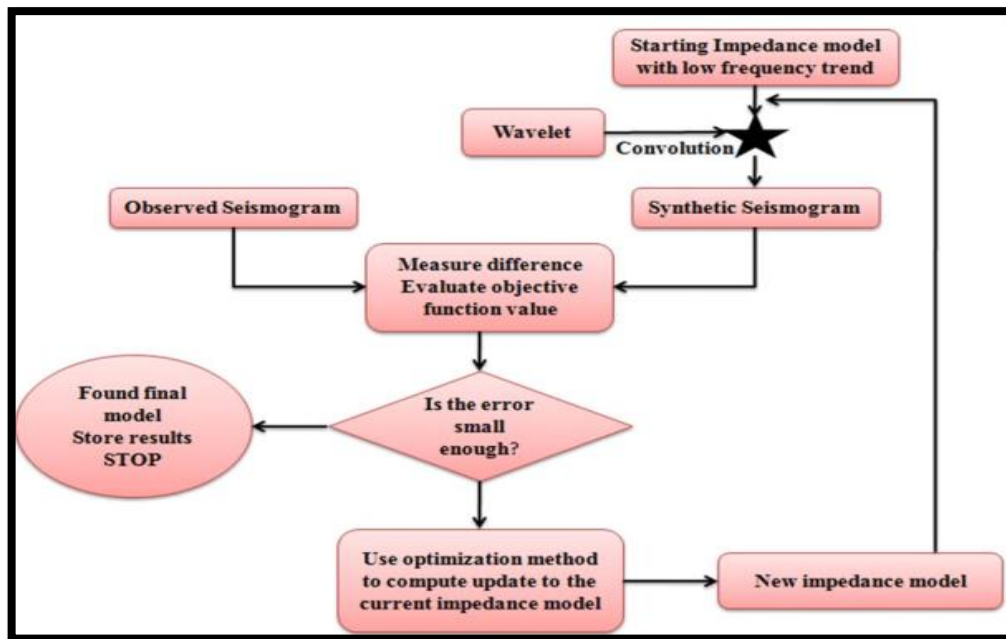 Starting Impedance model
with low frequency trend
Wavelet
Convolution
Observed Seismogram
Synthetic Seismogram
Measure difference
Evaluate objective
function value
Found final
model
Store results
STOP
Is the error
small
enough?
Use optimization method
to compute update to the
current impedance model
New impedance model